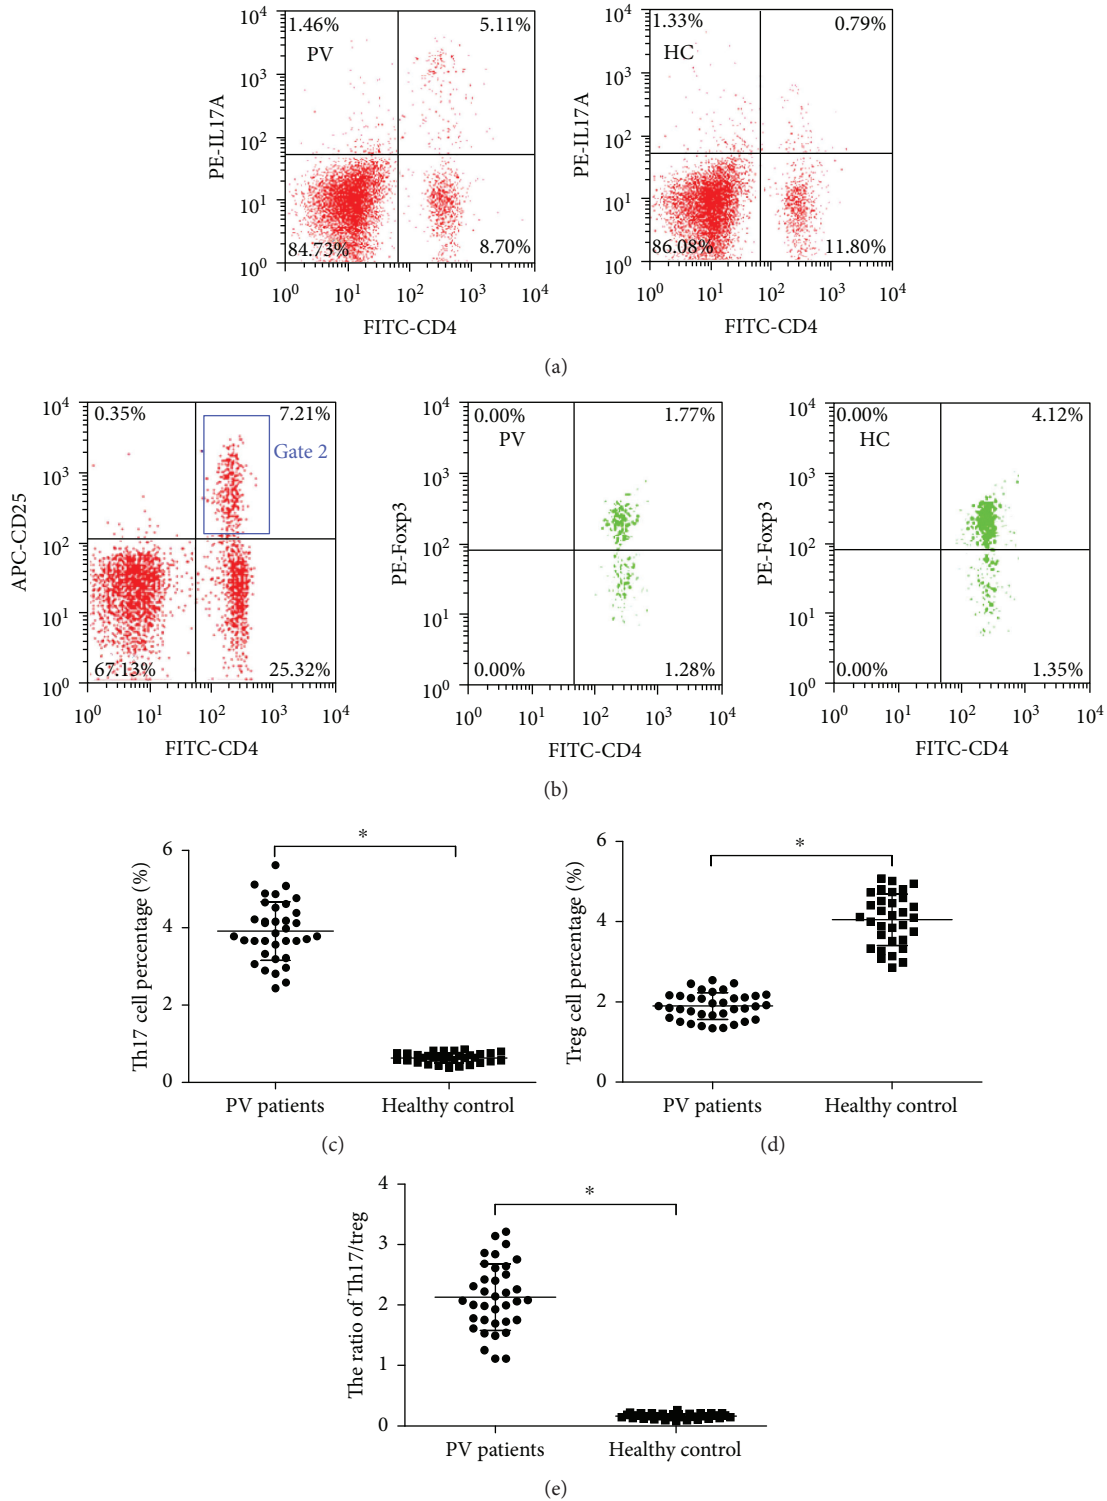 10⁴
10³
10²
10¹
10⁰
PE-IL17A
1.46%
5.11%
PV
84.73%
8.70%
10⁰ 10¹ 10² 10³ 10⁴
FITC-CD4
10⁴
10³
10²
10¹
10⁰
PE-IL17A
1.33%
0.79%
HC
86.08%
11.80%
10⁰ 10¹ 10² 10³ 10⁴
FITC-CD4
(a)
10⁴
10³
10²
10¹
10⁰
APC-CD25
0.35%
7.21%
Gate 2
67.13%
25.32%
10⁰ 10¹ 10² 10³ 10⁴
FITC-CD4
10⁴
10³
10²
10¹
10⁰
PE-Foxp3
0.00%
1.77%
PV
0.00%
1.28%
10⁰ 10¹ 10² 10³ 10⁴
FITC-CD4
10⁴
10³
10²
10¹
10⁰
PE-Foxp3
0.00%
4.12%
HC
0.00%
1.35%
10⁰ 10¹ 10² 10³ 10⁴
FITC-CD4
(b)
Th17 cell percentage (%)
6
4
2
0
*
PV patients Healthy control
(c)
Treg cell percentage (%)
6
4
2
0
*
PV patients Healthy control
(d)
The ratio of Th17/treg
4
3
2
1
0
*
PV patients Healthy control
(e)